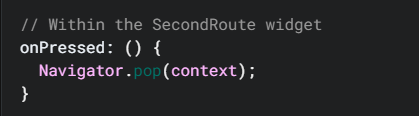 // Within the SecondRoute widget
onPressed: () {
  Navigator.pop(context);
}